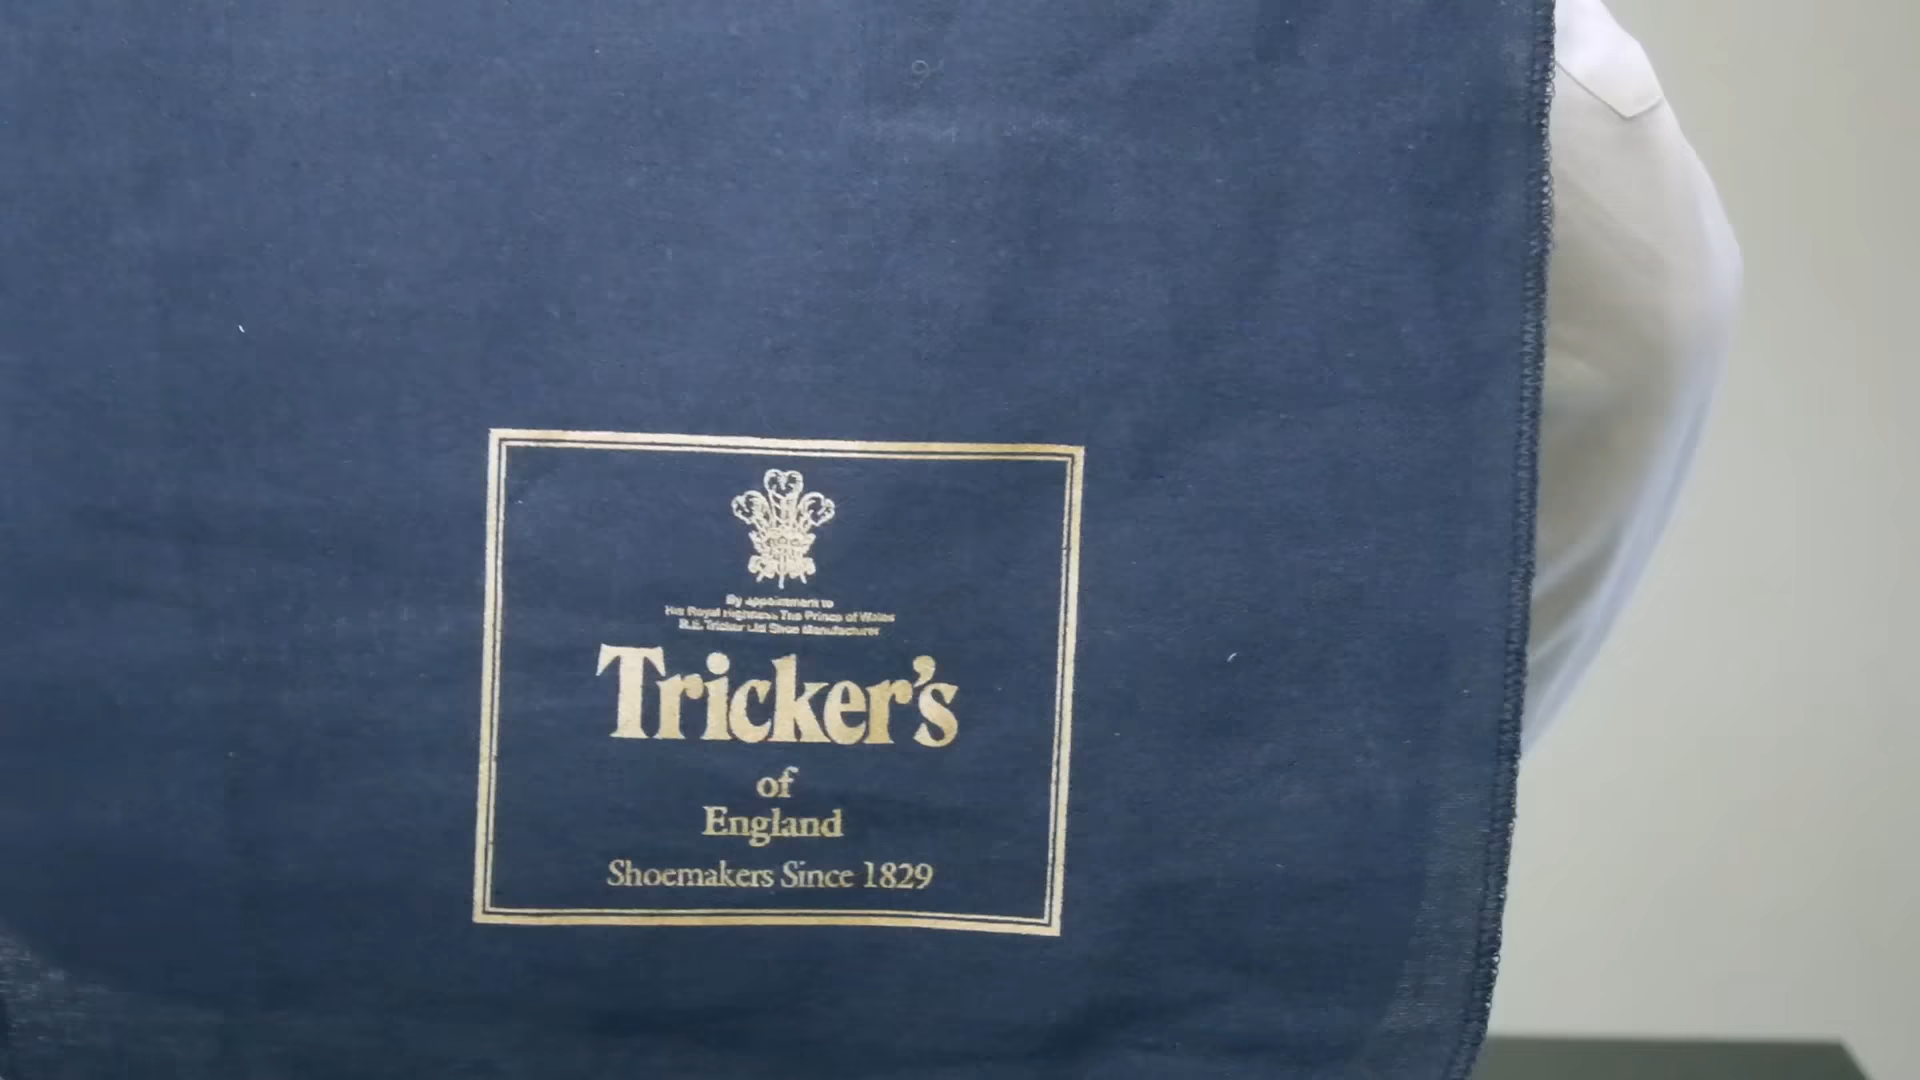 By appointment to
His Royal Highness The Prince of Wales
R.E. Tricker Ltd Shoe Manufacturer
Tricker's
of
England
Shoemakers Since 1829